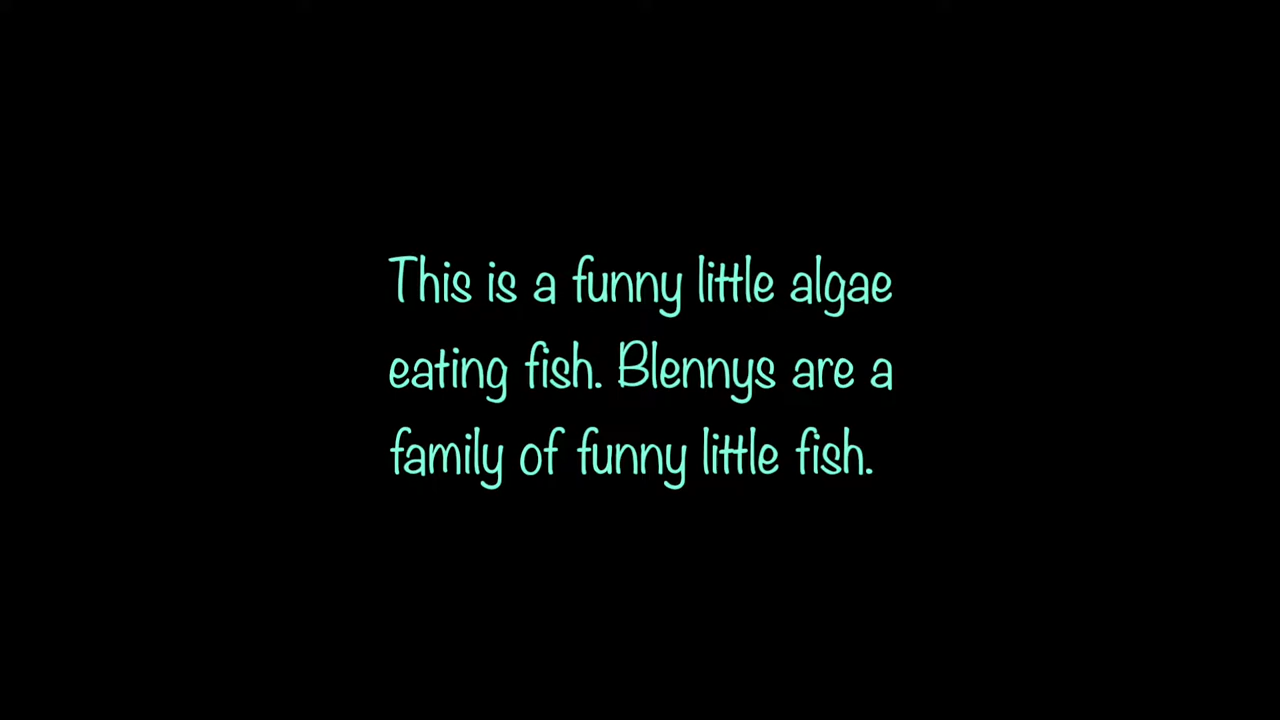 This is a funny little algae
eating fish. Blennys are a
family of funny little fish.